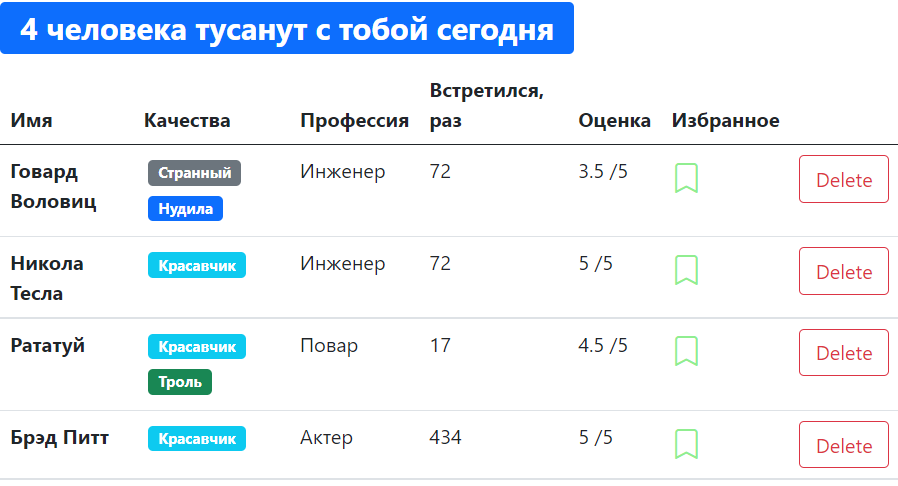 4 человека тусанут с тобой сегодня
Имя Качества Профессия Встретился, раз Оценка Избранное
Говард Воловиц Странный Нудила Инженер 72 3.5 /5 Delete
Никола Тесла Красавчик Инженер 72 5 /5 Delete
Рататуй Красавчик Троль Повар 17 4.5 /5 Delete
Брэд Питт Красавчик Актер 434 5 /5 Delete